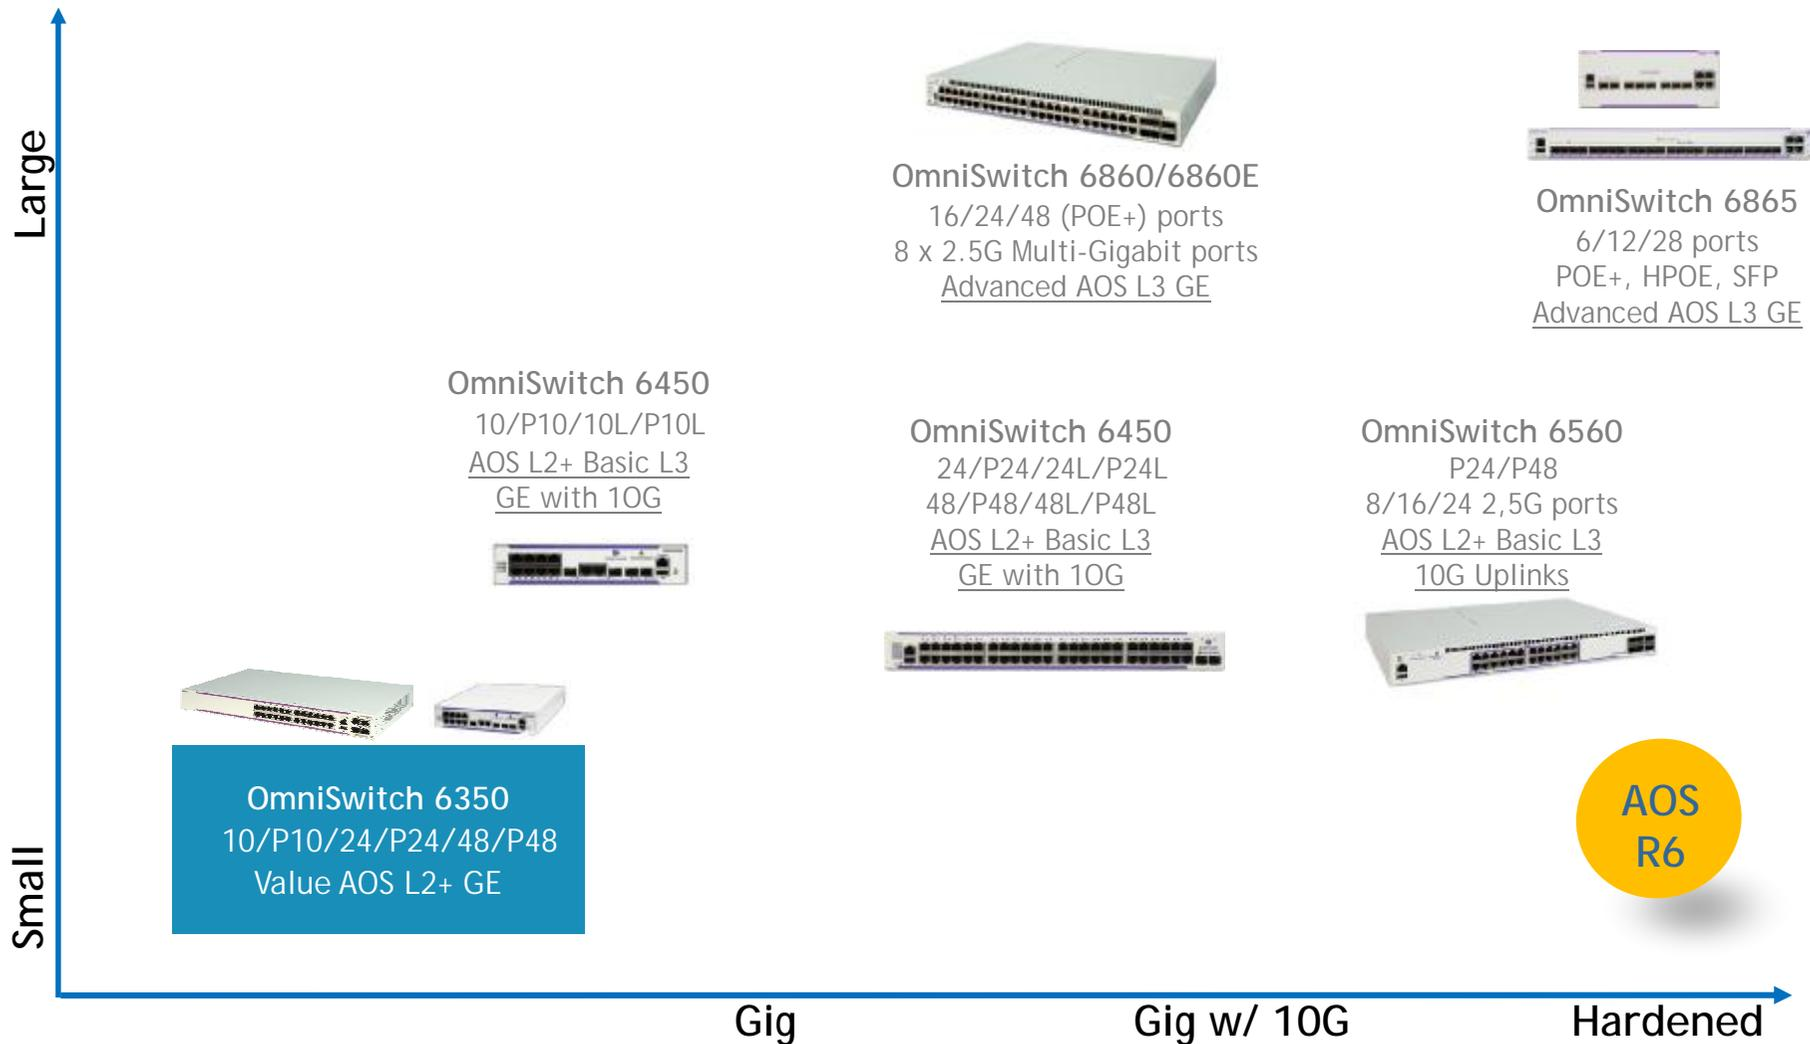 Large
OmniSwitch 6860/6860E
16/24/48 (POE+) ports
8 x 2.5G Multi-Gigabit ports
Advanced AOS L3 GE
OmniSwitch 6865
6/12/28 ports
POE+, HPOE, SFP
Advanced AOS L3 GE
OmniSwitch 6450
10/P10/10L/P10L
AOS L2+ Basic L3
GE with 1OG
OmniSwitch 6450
24/P24/24L/P24L
48/P48/48L/P48L
AOS L2+ Basic L3
GE with 1OG
OmniSwitch 6560
P24/P48
8/16/24 2,5G ports
AOS L2+ Basic L3
10G Uplinks
OmniSwitch 6350
10/P10/24/P24/48/P48
Value AOS L2+ GE
AOS
R6
Small
Gig
Gig w/ 10G
Hardened